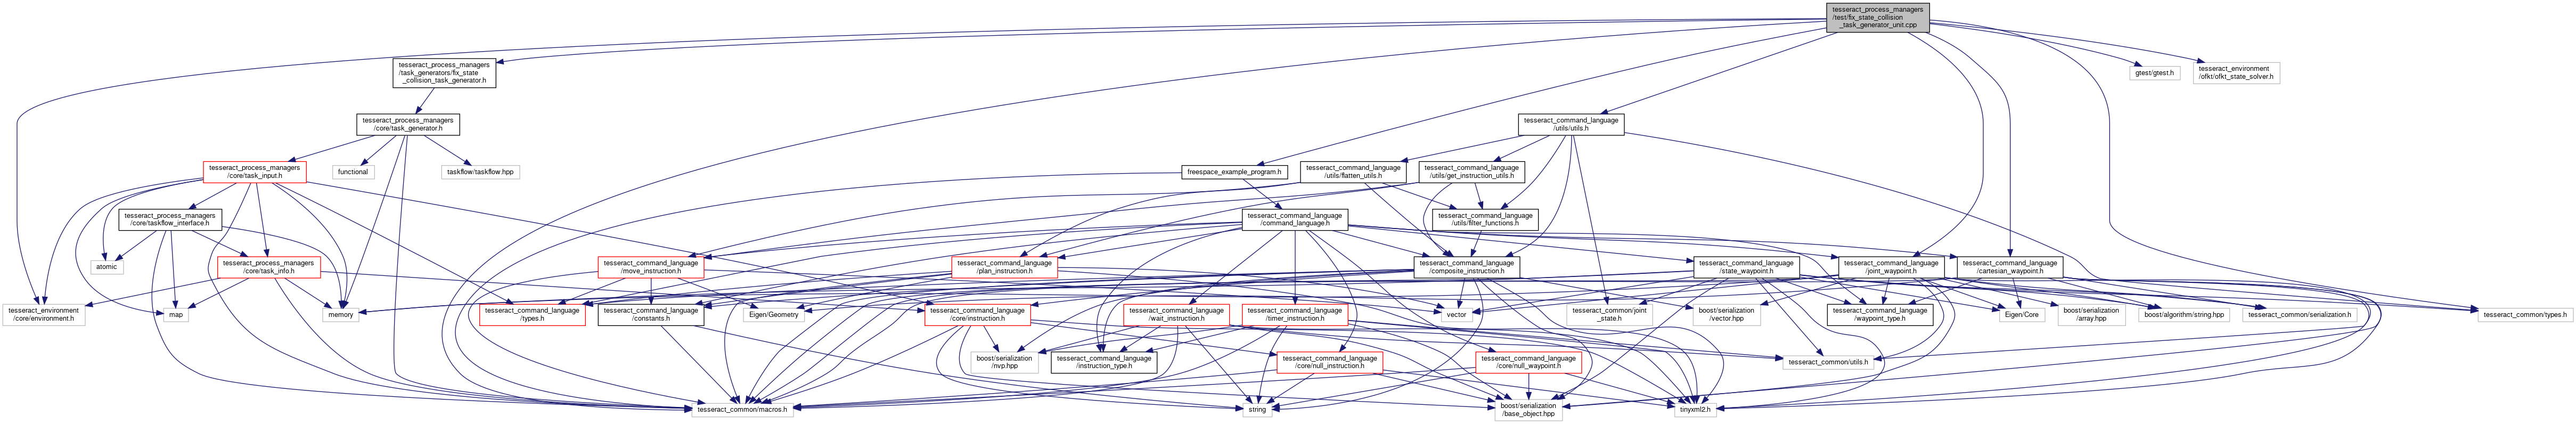 tesseract_process_managers
/test/fix_state_collision
_task_generator_unit.cpp
tesseract_process_managers
/task_generators/fix_state
_collision_task_generator.h
gtest/gtest.h
tesseract_environment
/ofkt/ofkt_state_solver.h
tesseract_process_managers
/core/task_generator.h
tesseract_command_language
/utils/utils.h
tesseract_process_managers
/core/task_input.h
functional
taskflow/taskflow.hpp
freespace_example_program.h
tesseract_command_language
/utils/flatten_utils.h
tesseract_command_language
/utils/get_instruction_utils.h
tesseract_process_managers
/core/taskflow_interface.h
tesseract_command_language
/command_language.h
tesseract_command_language
/utils/filter_functions.h
atomic
tesseract_process_managers
/core/task_info.h
tesseract_command_language
/move_instruction.h
tesseract_command_language
/plan_instruction.h
tesseract_command_language
/composite_instruction.h
tesseract_command_language
/state_waypoint.h
tesseract_command_language
/joint_waypoint.h
tesseract_command_language
/cartesian_waypoint.h
tesseract_environment
/core/environment.h
map
memory
tesseract_command_language
/types.h
tesseract_command_language
/constants.h
Eigen/Geometry
tesseract_command_language
/core/instruction.h
tesseract_command_language
/wait_instruction.h
tesseract_command_language
/timer_instruction.h
vector
tesseract_common/joint
_state.h
boost/serialization
/vector.hpp
tesseract_command_language
/waypoint_type.h
Eigen/Core
boost/serialization
/array.hpp
boost/algorithm/string.hpp
tesseract_common/serialization.h
tesseract_common/types.h
boost/serialization
/nvp.hpp
tesseract_command_language
/instruction_type.h
tesseract_command_language
/core/null_instruction.h
tesseract_command_language
/core/null_waypoint.h
tesseract_common/utils.h
tesseract_common/macros.h
string
boost/serialization
/base_object.hpp
tinyxml2.h